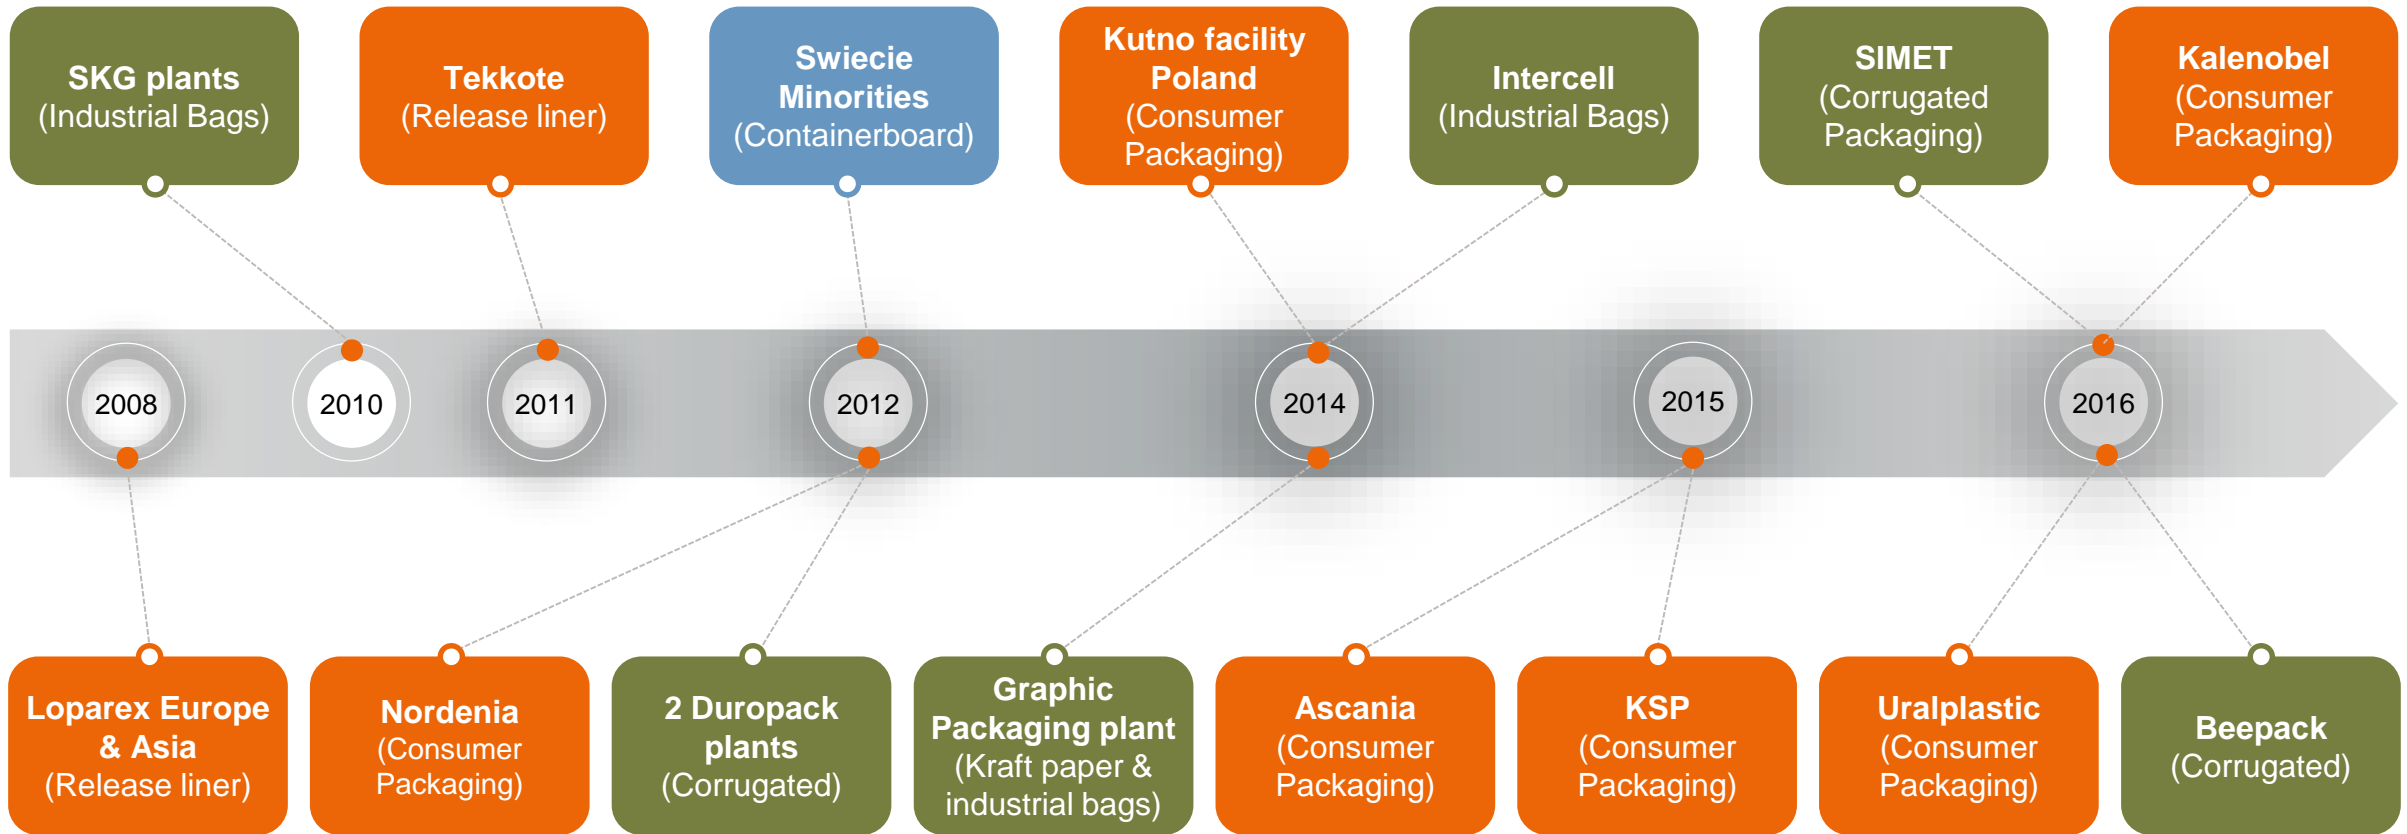 SKG plants
(Industrial Bags)
Tekkote
(Release liner)
Swiecie
Minorities
(Containerboard)
Kutno facility
Poland
(Consumer
Packaging)
Intercell
(Industrial Bags)
SIMET
(Corrugated
Packaging)
Kalenobel
(Consumer
Packaging)
2008
2010
2011
2012
2014
2015
2016
Loparex Europe
& Asia
(Release liner)
Nordenia
(Consumer
Packaging)
2 Duropack
plants
(Corrugated)
Graphic
Packaging plant
(Kraft paper &
industrial bags)
Ascania
(Consumer
Packaging)
KSP
(Consumer
Packaging)
Uralplastic
(Consumer
Packaging)
Beepack
(Corrugated)